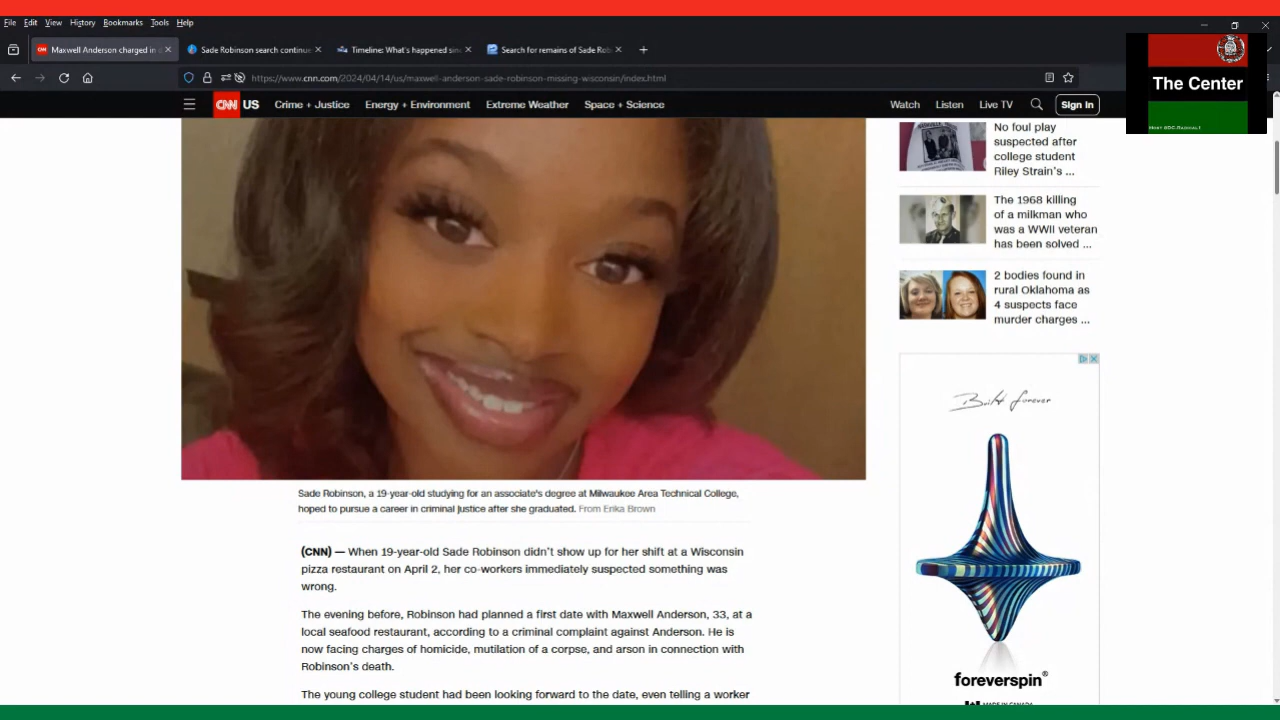 File Edit View History Bookmarks Tools Help
Maxwell Anderson charged in d
Sade Robinson search continue
Timeline: What's happened sinc
Search for remains of Sade Rob
https://www.cnn.com/2024/04/14/us/maxwell-anderson-sade-robinson-missing-wisconsin/index.html
The Center
CNN US Crime + Justice Energy + Environment Extreme Weather Space + Science Watch Listen Live TV Sign in
No foul play
suspected after
college student
Riley Strain's ...
The 1968 killing
of a milkman who
was a WWII veteran
has been solved ...
2 bodies found in
rural Oklahoma as
4 suspects face
murder charges ...
Sade Robinson, a 19-year-old studying for an associate's degree at Milwaukee Area Technical College,
hoped to pursue a career in criminal justice after she graduated. From Erika Brown
(CNN) — When 19-year-old Sade Robinson didn't show up for her shift at a Wisconsin
pizza restaurant on April 2, her co-workers immediately suspected something was
wrong.
The evening before, Robinson had planned a first date with Maxwell Anderson, 33, at a
local seafood restaurant, according to a criminal complaint against Anderson. He is
now facing charges of homicide, mutilation of a corpse, and arson in connection with
Robinson's death.
The young college student had been looking forward to the date, even telling a worker
Built forever
foreverspin®
MADE IN CANADA